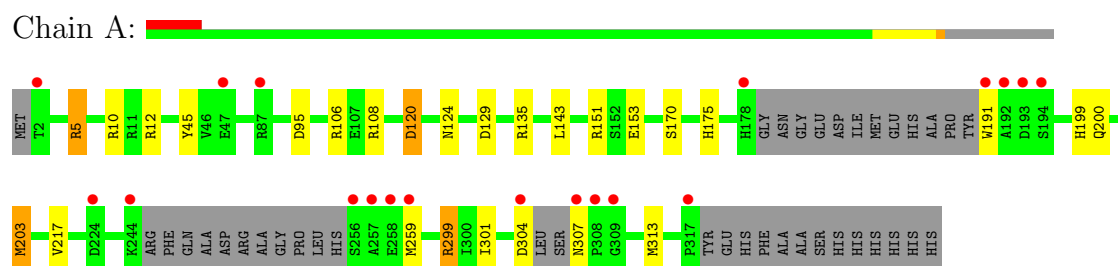 Chain A:
MET T2 R5 R10 R11 R12 Y45 V46 E47 R87 D95 R106 E107 R108 D120 N124 D129 R135 L143 R151 S152 E153 S170 H175 H178 GLY ASN GLY GLU ASP ILE MET GLU HIS ALA PRO TYR W191 A192 D193 S194 H199 Q200
M203 V217 D224 K244 ARG PHE GLN ALA ASP ARG ALA GLY PRO LEU HIS S256 A257 E258 M259 R299 I300 I301 D304 LEU SER N307 P308 G309 M313 P317 TYR GLU HIS PHE ALA ALA SER HIS HIS HIS HIS HIS HIS